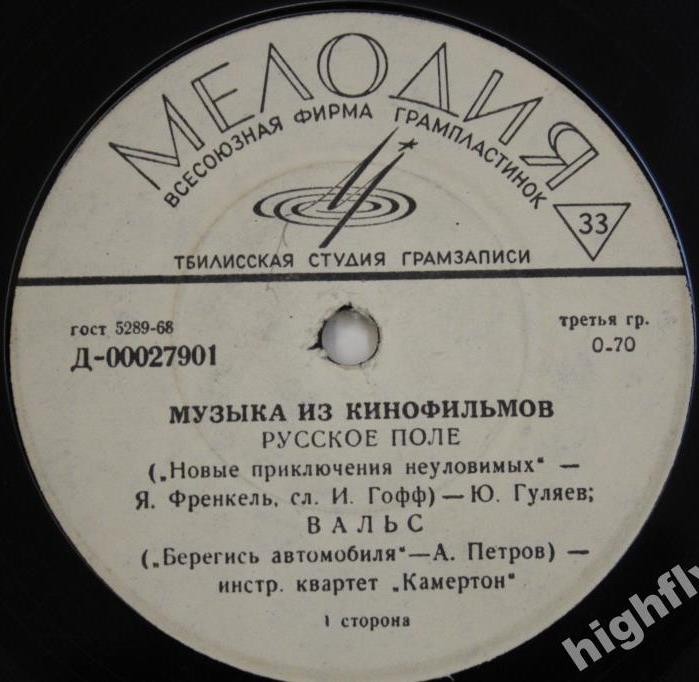 МЕЛОДИЯ
ВСЕСОЮЗНАЯ ФИРМА ГРАМПЛАСТИНОК
33
ТБИЛИССКАЯ СТУДИЯ ГРАМЗАПИСИ
гост 5289-68
третья гр.
Д-00027901
0-70
МУЗЫКА ИЗ КИНОФИЛЬМОВ
РУССКОЕ ПОЛЕ
(„Новые приключения неуловимых“ —
Я. Френкель, сл. И. Гофф) — Ю. Гуляев;
ВАЛЬС
(„Берегись автомобиля“ — А. Петров) —
инстр. квартет „Камертон“
1 сторона
highfly